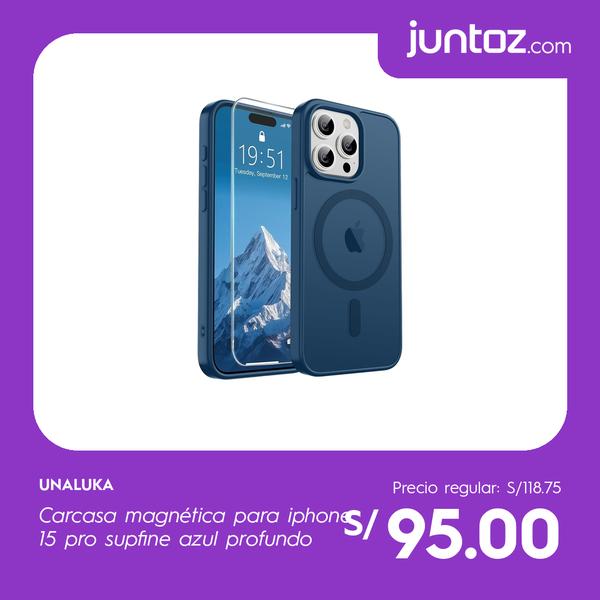 juntoz.com
19:51
Tuesday, September 12
UNALUKA
Carcasa magnética para iphone
15 pro supfine azul profundo
Precio regular: S/118.75
S/ 95.00